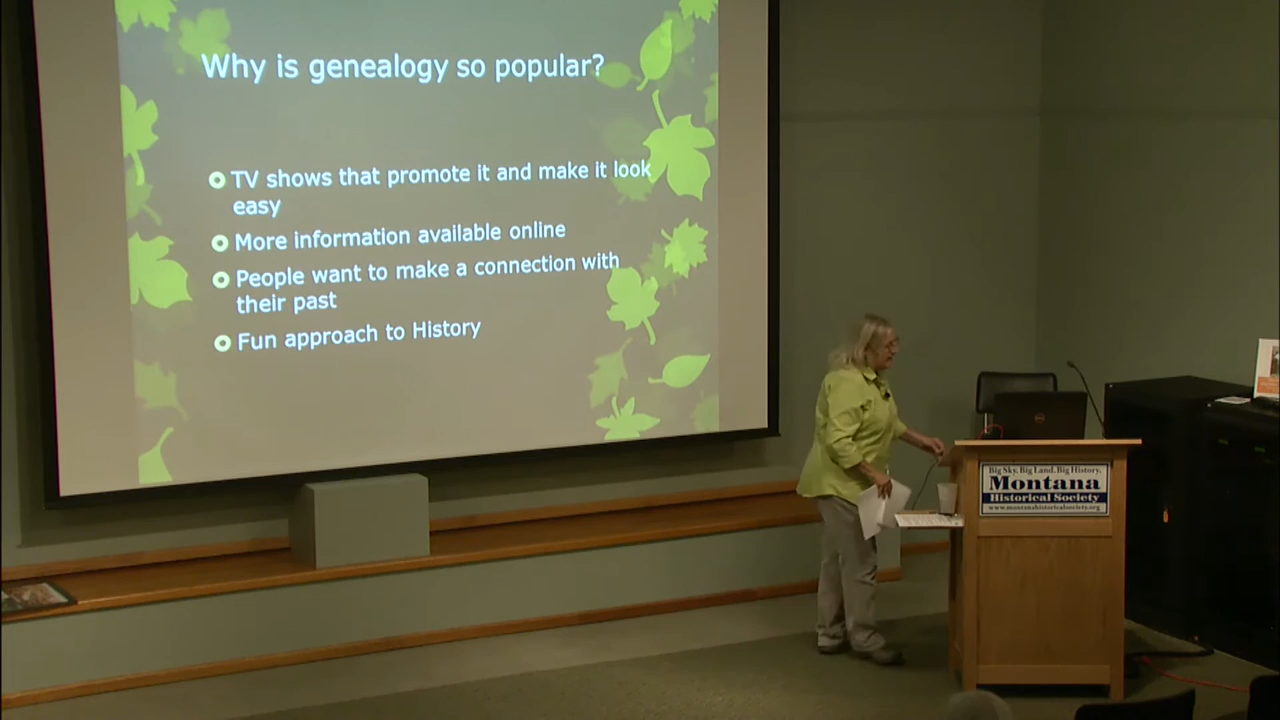 Why is genealogy so popular?
TV shows that promote it and make it look
easy
More information available online
People want to make a connection with
their past
Fun approach to History
Big Sky. Big Land. Big History.
Montana
Historical Society
www.montanahistoricalsociety.org